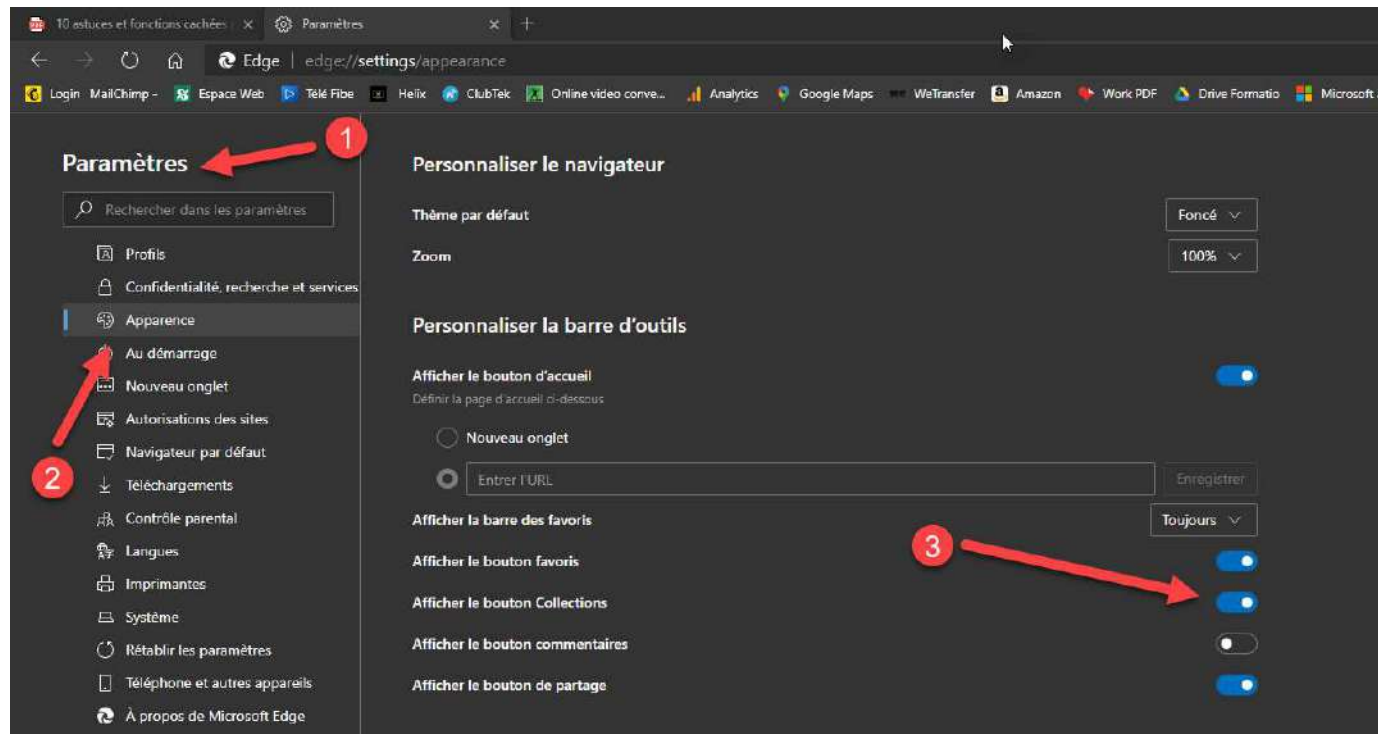 10 astuces et fonctions cachées
Paramètres
Edge | edge://settings/appearance
Login MailChimp -
Espace Web
Télé Fibe
Helix
ClubTek
Online video conve...
Analytics
Google Maps
WeTransfer
Amazon
Work PDF
Drive Formatio
Microsoft
1
Paramètres
Rechercher dans les paramètres
Profils
Confidentialité, recherche et services
Apparence
Au démarrage
Nouveau onglet
Autorisations des sites
Navigateur par défaut
2
Téléchargements
Contrôle parental
Langues
Imprimantes
Système
Rétablir les paramètres
Téléphone et autres appareils
À propos de Microsoft Edge
Personnaliser le navigateur
Thème par défaut
Foncé
Zoom
100%
Personnaliser la barre d'outils
Afficher le bouton d'accueil
Définir la page d'accueil ci-dessous
Nouveau onglet
Entrer l'URL
Enregistrer
Afficher la barre des favoris
Toujours
3
Afficher le bouton favoris
Afficher le bouton Collections
Afficher le bouton commentaires
Afficher le bouton de partage